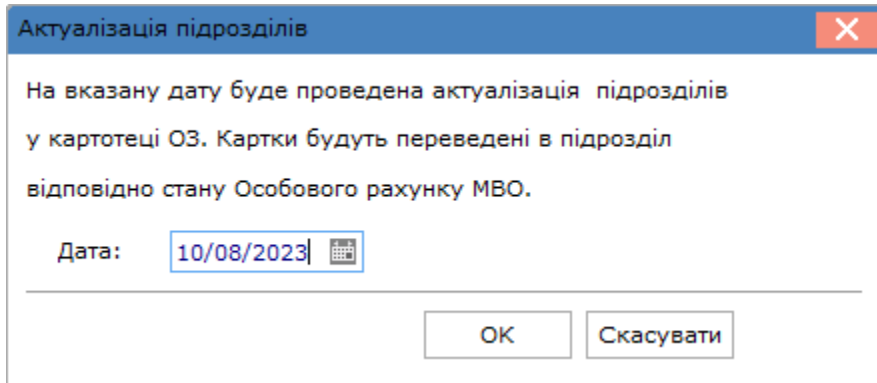 Актуалізація підрозділів
На вказану дату буде проведена актуалізація підрозділів
у картотеці ОЗ. Картки будуть переведені в підрозділ
відповідно стану Особового рахунку МВО.
Дата: 10/08/2023
ОК Скасувати